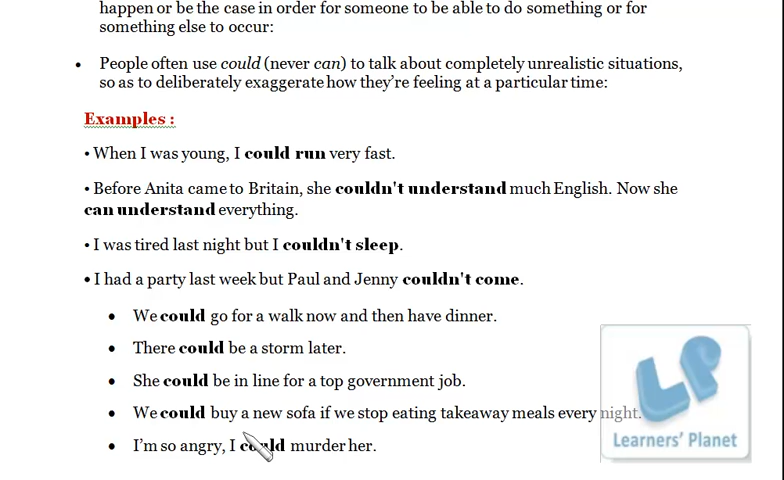 happen or be the case in order for someone to be able to do something or for
something else to occur:
• People often use could (never can) to talk about completely unrealistic situations,
so as to deliberately exaggerate how they're feeling at a particular time:
Examples :
• When I was young, I could run very fast.
• Before Anita came to Britain, she couldn't understand much English. Now she
can understand everything.
• I was tired last night but I couldn't sleep.
• I had a party last week but Paul and Jenny couldn't come.
• We could go for a walk now and then have dinner.
• There could be a storm later.
• She could be in line for a top government job.
• We could buy a new sofa if we stop eating takeaway meals every night.
• I'm so angry, I could murder her.
LP
Learners' Planet